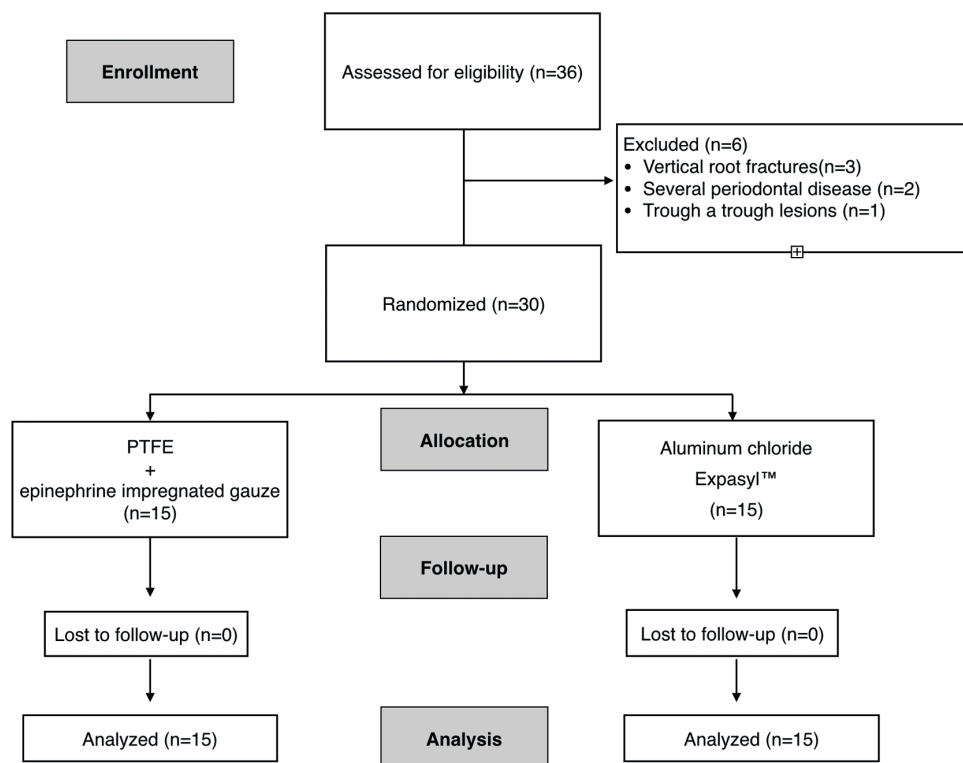 Enrollment
Assessed for eligibility (n=36)
Excluded (n=6)
• Vertical root fractures(n=3)
• Several periodontal disease (n=2)
• Trough a trough lesions (n=1)
Randomized (n=30)
Allocation
PTFE
+
epinephrine impregnated gauze
(n=15)
Aluminum chloride
Expasyl™
(n=15)
Follow-up
Lost to follow-up (n=0)
Lost to follow-up (n=0)
Analysis
Analyzed (n=15)
Analyzed (n=15)